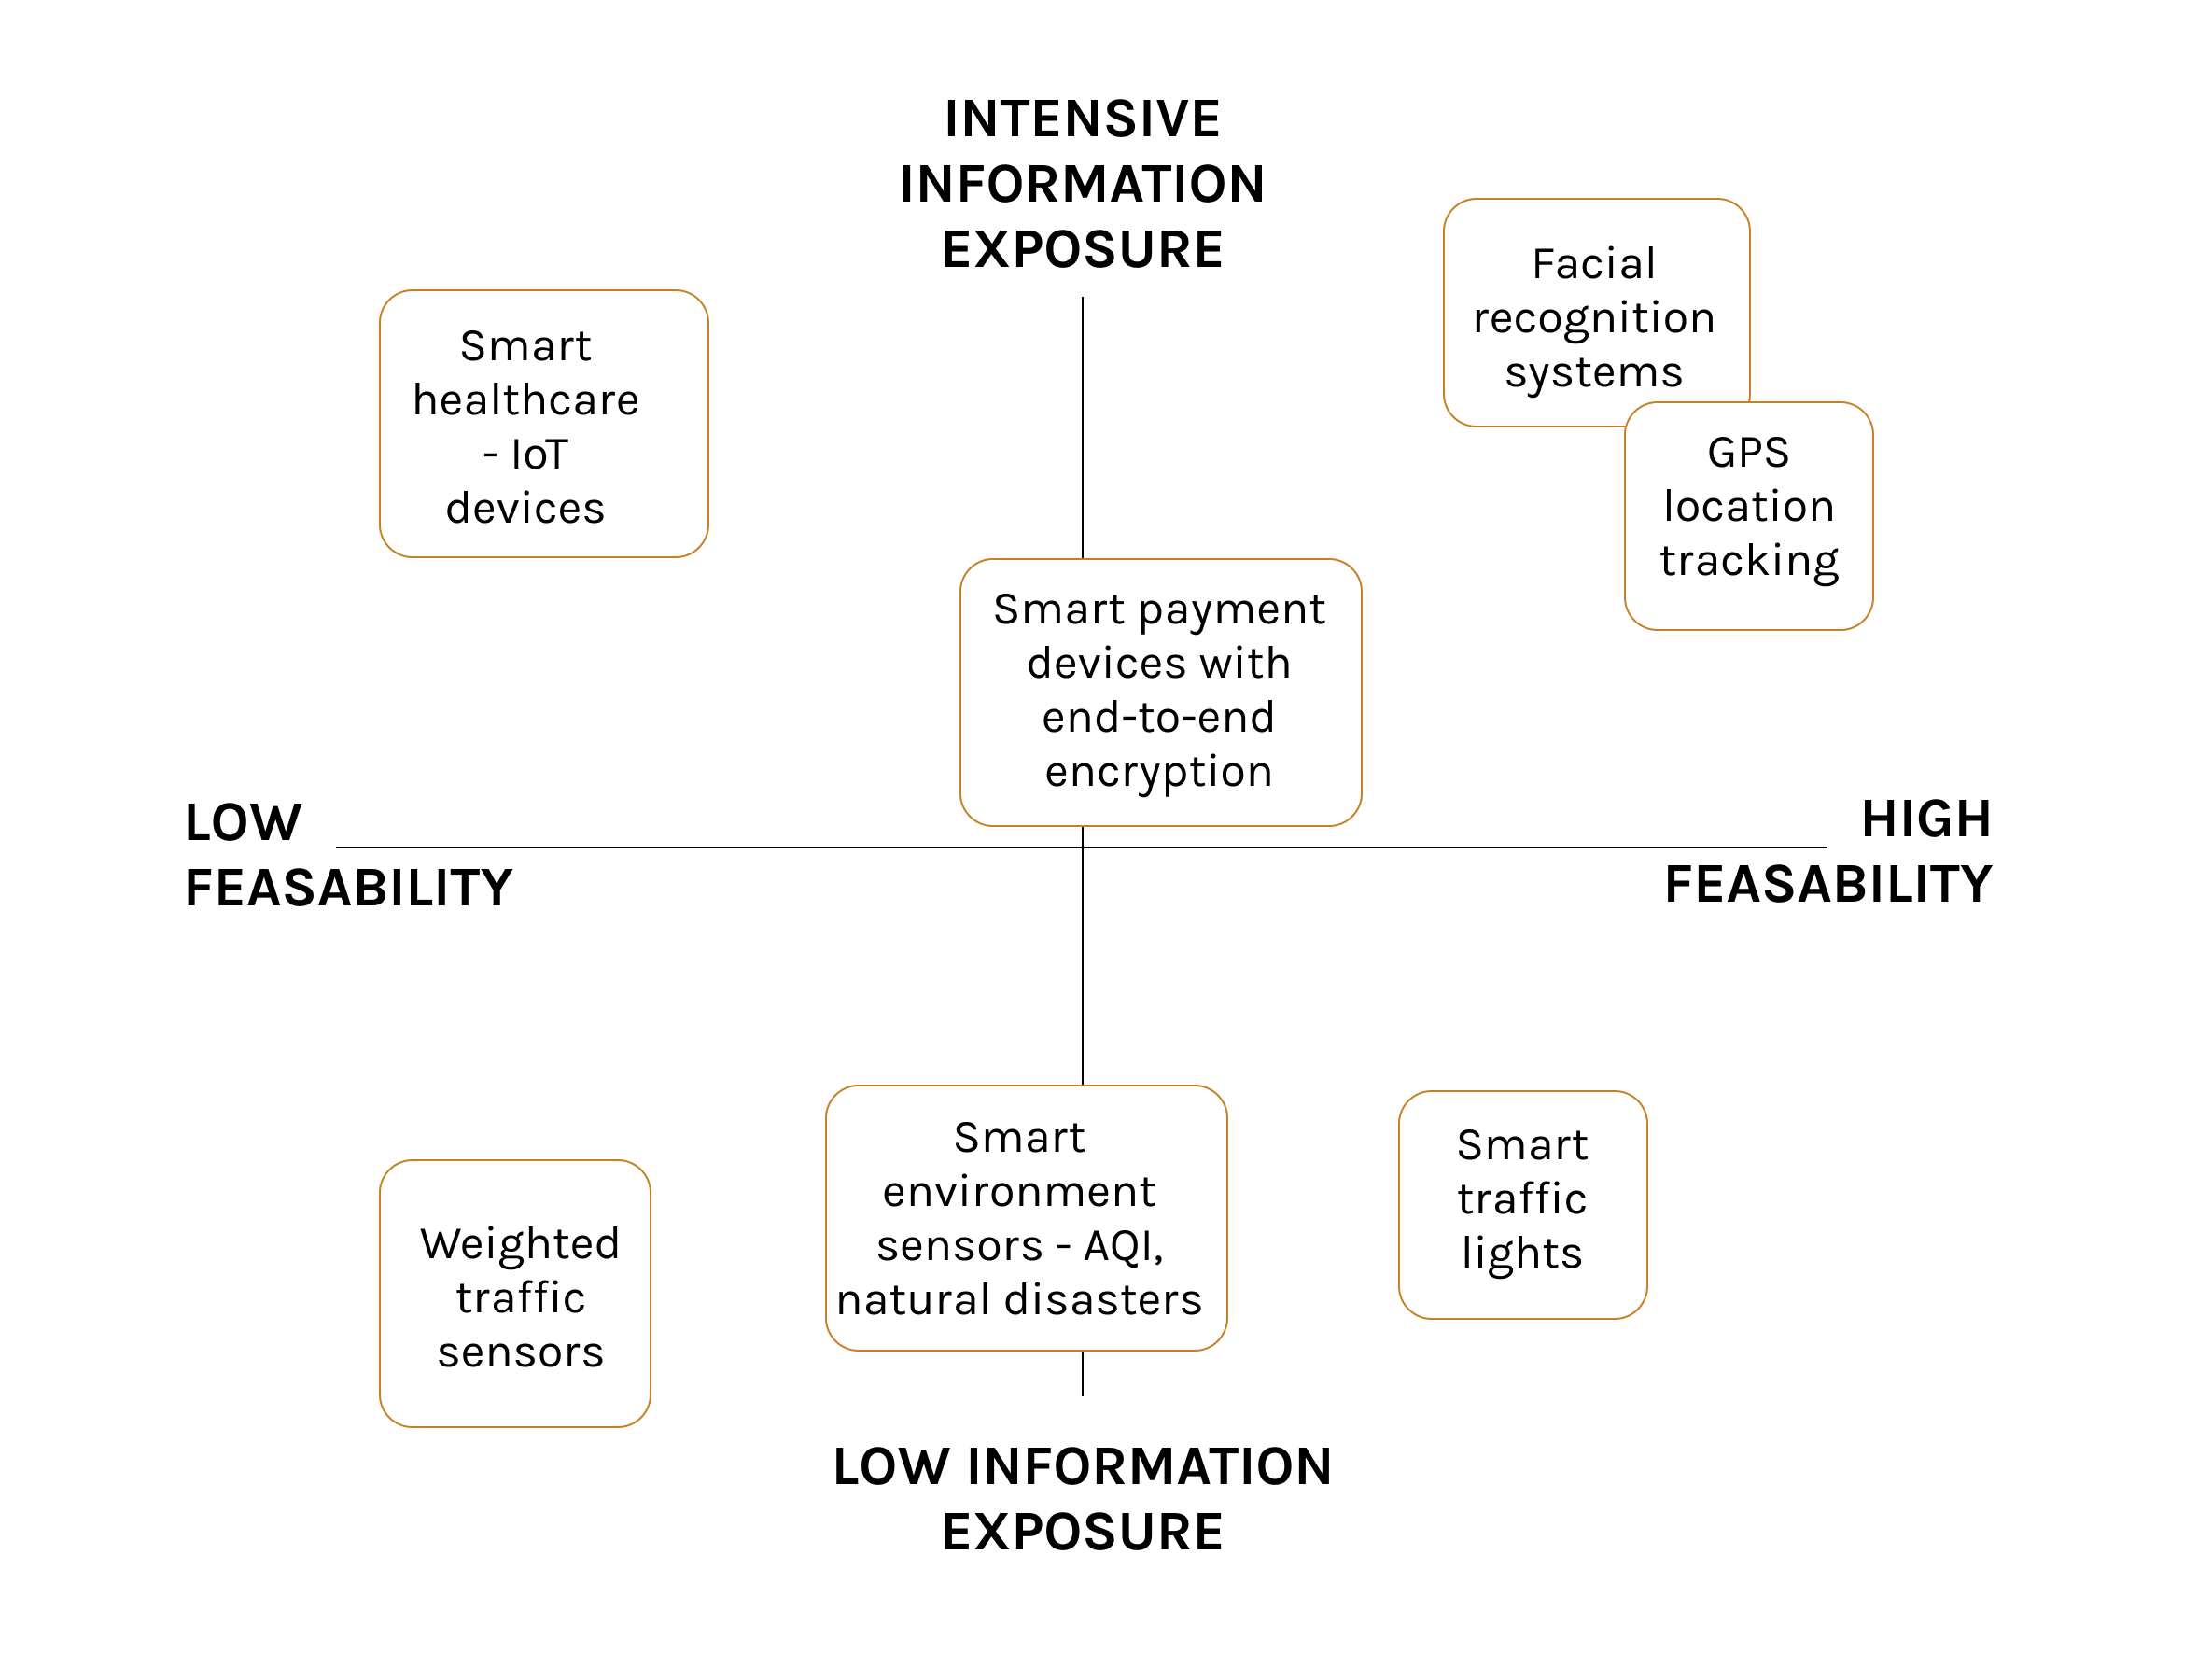 INTENSIVE
INFORMATION
EXPOSURE
Facial
recognition
systems
Smart
healthcare
- IoT
devices
GPS
location
tracking
Smart payment
devices with
end-to-end
encryption
LOW
FEASABILITY
HIGH
FEASABILITY
Smart
environment
sensors - AQI,
natural disasters
Smart
traffic
lights
Weighted
traffic
sensors
LOW INFORMATION
EXPOSURE